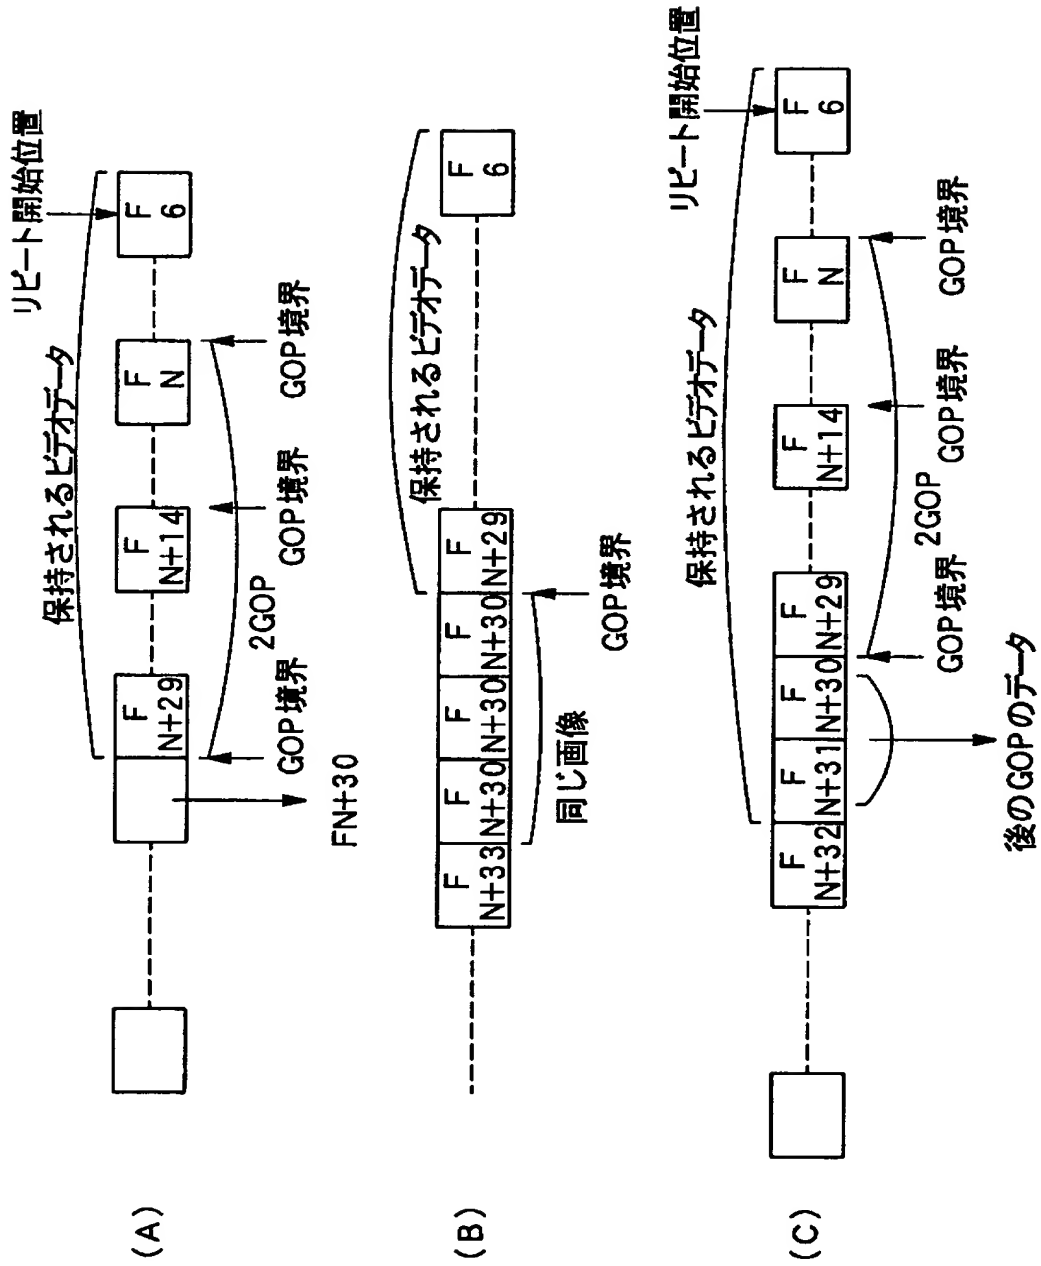 (A)
リピート開始位置
保持されるビデオデータ
F
N+29
F
N+14
F
N
F
6
GOP境界
GOP境界
GOP境界
2GOP
FN+30
(B)
保持されるビデオデータ
F
N+33
F
N+30
F
N+30
F
N+30
F
N+29
F
6
同じ画像
GOP境界
(C)
リピート開始位置
保持されるビデオデータ
F
N+32
F
N+31
F
N+30
F
N+29
F
N+14
F
N
F
6
GOP境界
GOP境界
GOP境界
2GOP
後のGOPのデータ